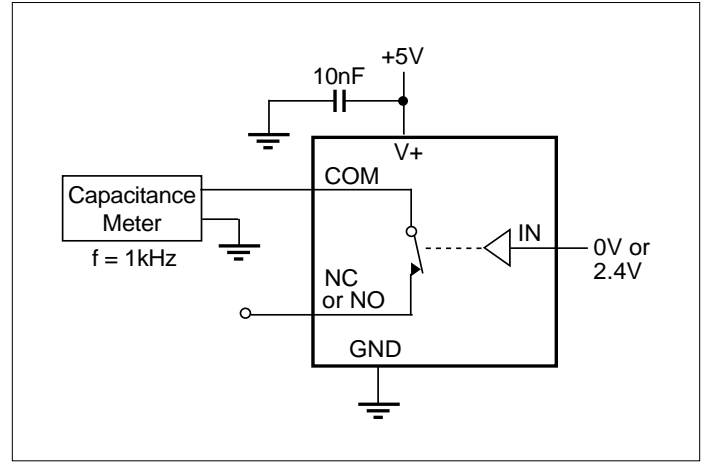 +5V
10nF
V+
COM
Capacitance
Meter
f = 1kHz
IN
0V or
2.4V
NC
or NO
GND